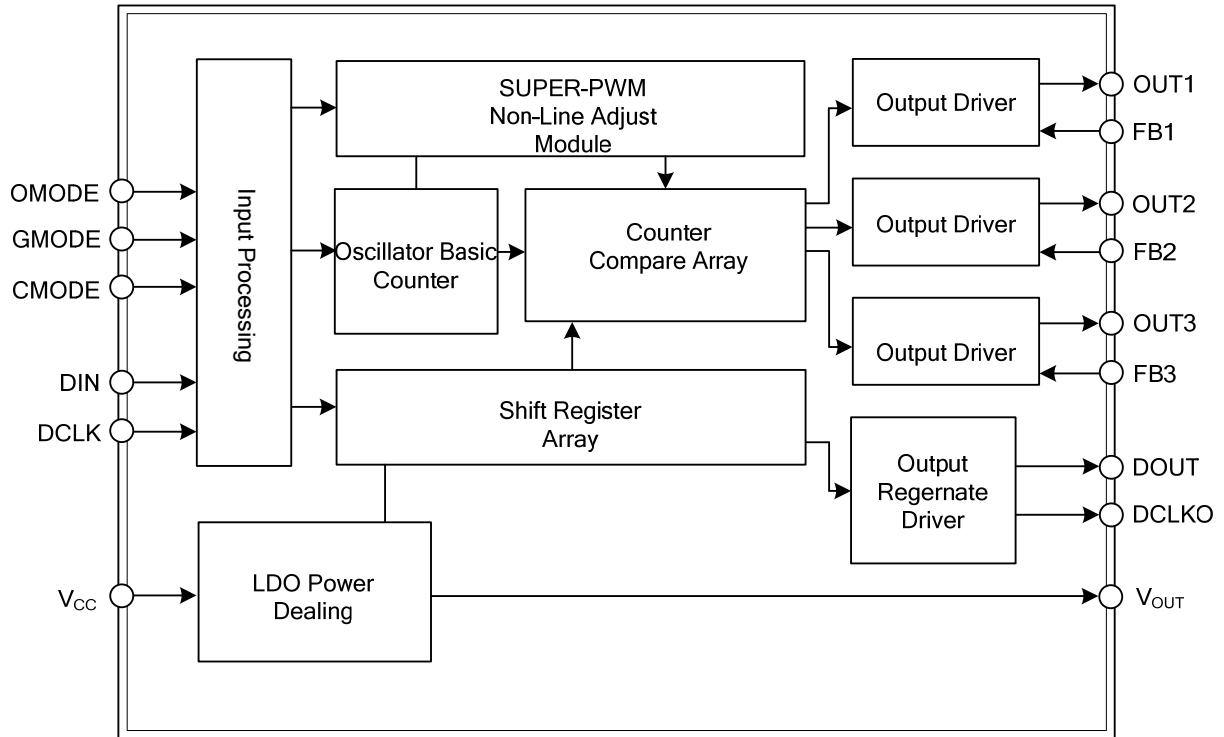 SUPER-PWM
Non-Line Adjust
Module
Output Driver
OUT1
FB1
OMODE
GMODE
CMODE
DIN
DCLK
Input Processing
Oscillator Basic
Counter
Counter
Compare Array
Output Driver
OUT2
FB2
Output Driver
OUT3
FB3
Shift Register
Array
Output
Regernate
Driver
DOUT
DCLKO
VCC
LDO Power
Dealing
VOUT